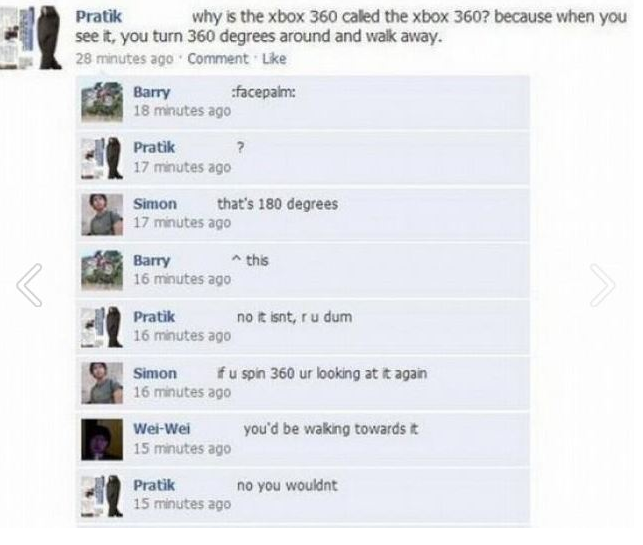 Pratik why is the xbox 360 called the xbox 360? because when you
see it, you turn 360 degrees around and walk away.
28 minutes ago · Comment · Like
Barry :facepalm:
18 minutes ago
Pratik ?
17 minutes ago
Simon that's 180 degrees
17 minutes ago
Barry ^ this
16 minutes ago
Pratik no it isnt, r u dum
16 minutes ago
Simon if u spin 360 ur looking at it again
16 minutes ago
Wei-Wei you'd be walking towards it
15 minutes ago
Pratik no you wouldnt
15 minutes ago